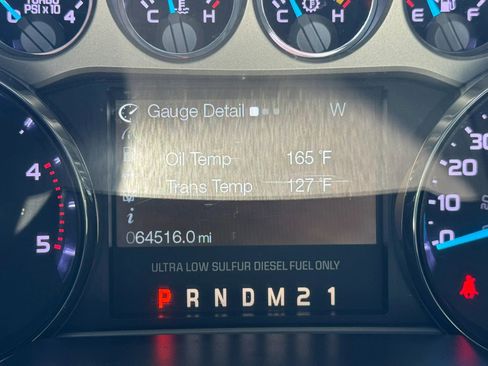 TURBO
PSI x 10 4
C H
C H
E F
Gauge Detail W
Oil Temp 165 °F
Trans Temp 127 °F
i
064516.0 mi
ULTRA LOW SULFUR DIESEL FUEL ONLY
P R N D M 2 1
4
5
30
20
10
0